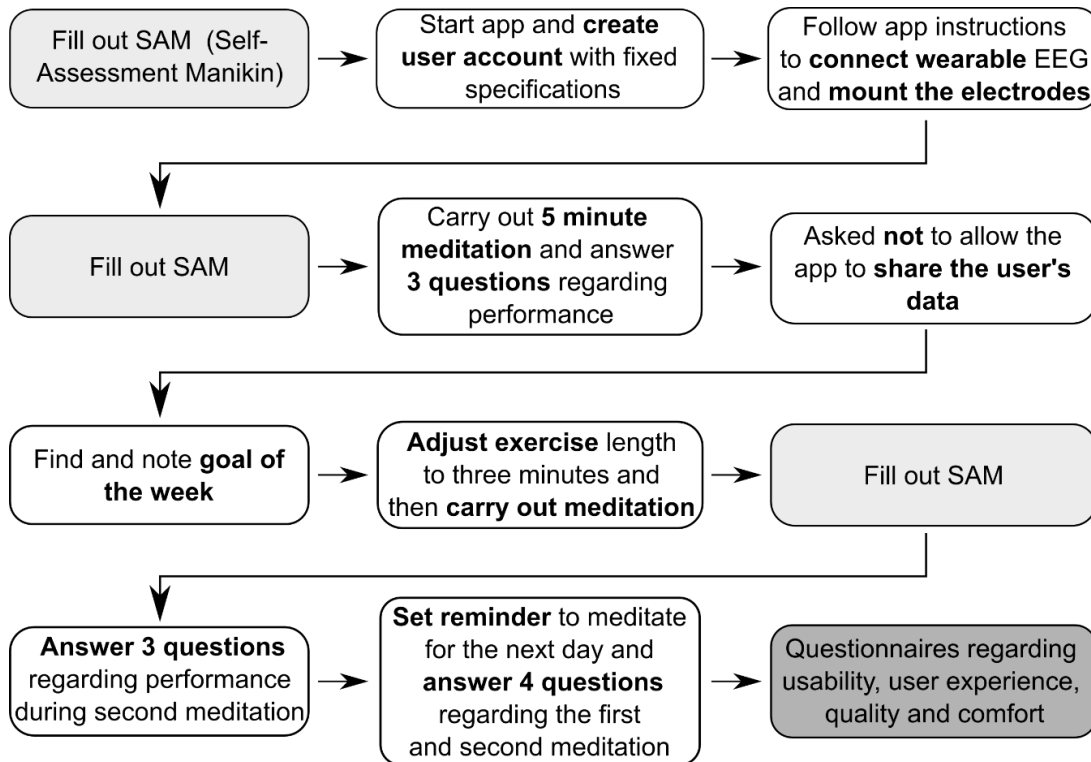 Fill out SAM (Self-
Assessment Manikin)
Start app and create
user account with fixed
specifications
Follow app instructions
to connect wearable EEG
and mount the electrodes
Fill out SAM
Carry out 5 minute
meditation and answer
3 questions regarding
performance
Asked not to allow the
app to share the user's
data
Find and note goal of
the week
Adjust exercise length
to three minutes and
then carry out meditation
Fill out SAM
Answer 3 questions
regarding performance
during second meditation
Set reminder to meditate
for the next day and
answer 4 questions
regarding the first
and second meditation
Questionnaires regarding
usability, user experience,
quality and comfort